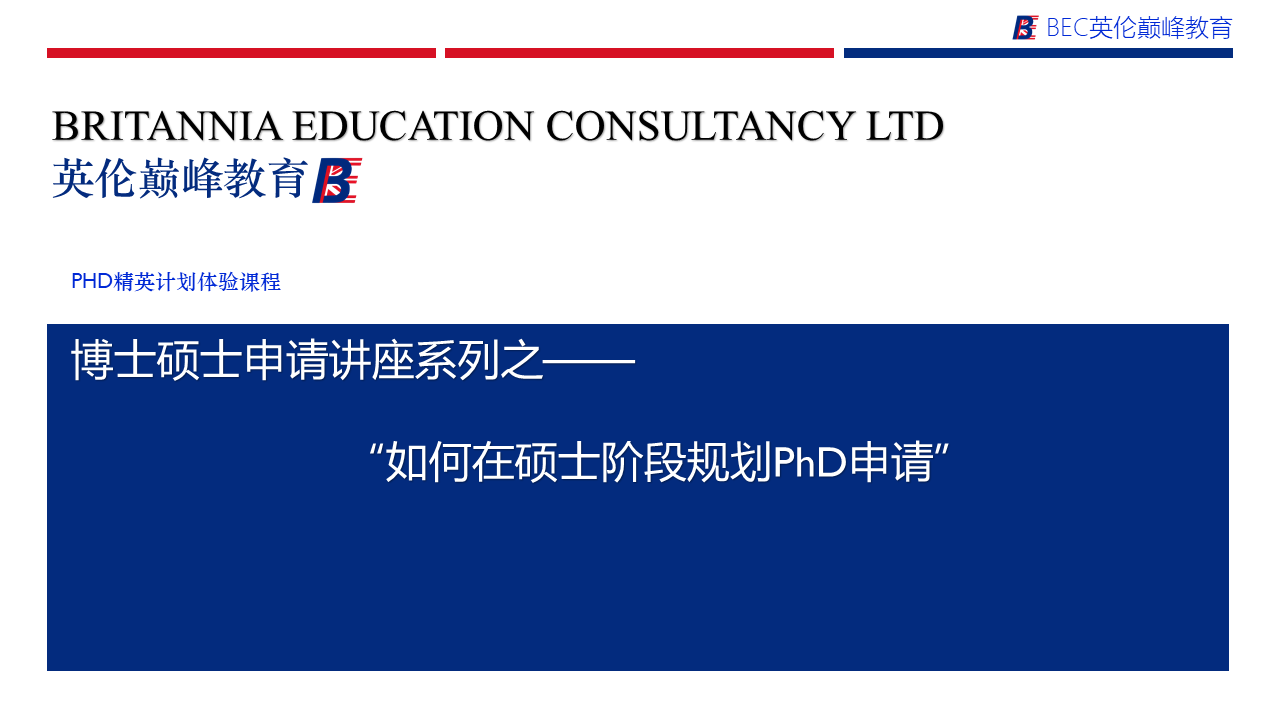 BEC英伦巅峰教育
BRITANNIA EDUCATION CONSULTANCY LTD
英伦巅峰教育
PHD精英计划体验课程
博士硕士申请讲座系列之——
“如何在硕士阶段规划PhD申请”